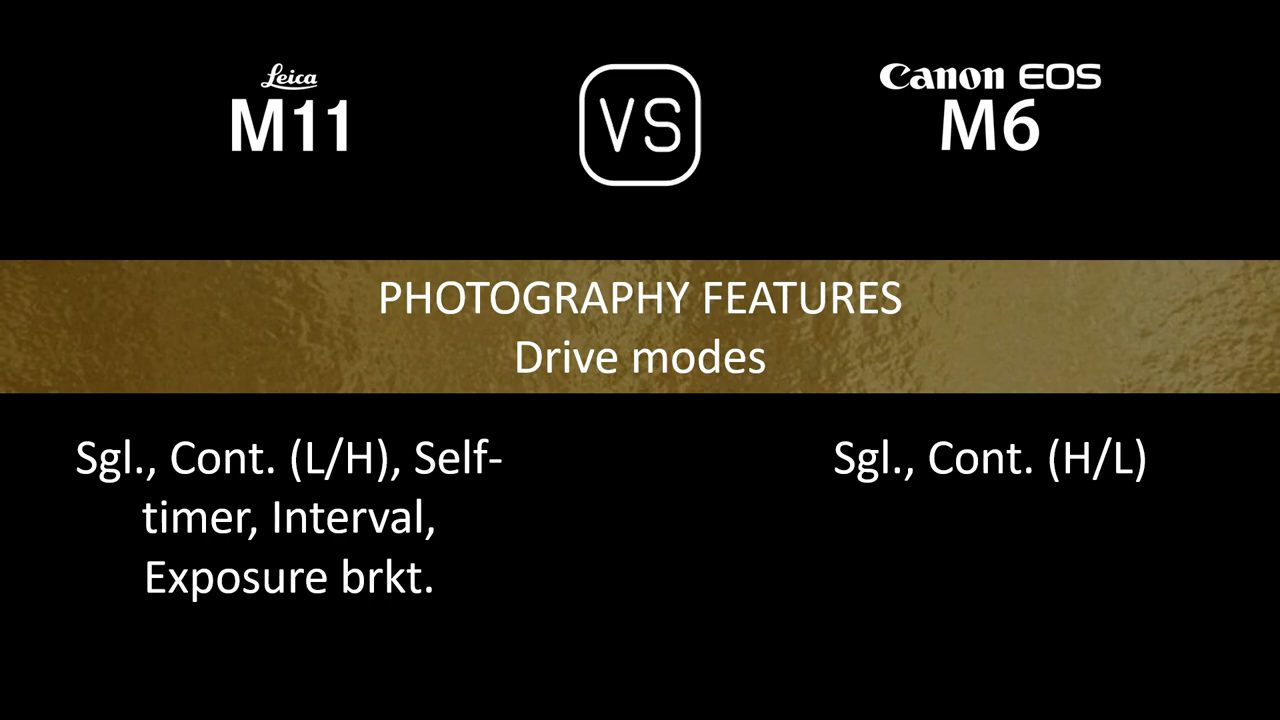 Leica
M11
VS
Canon EOS
M6
PHOTOGRAPHY FEATURES
Drive modes
Sgl., Cont. (L/H), Self-
timer, Interval,
Exposure brkt.
Sgl., Cont. (H/L)